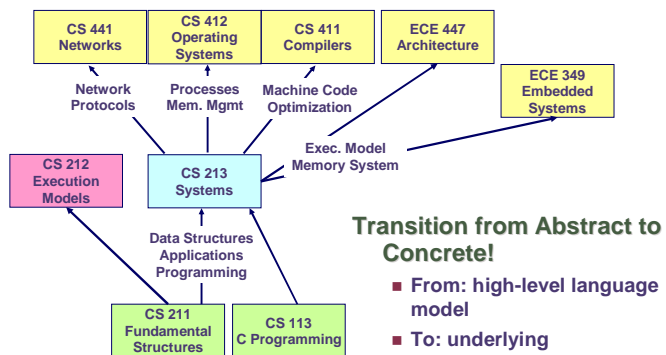 CS 441
Networks
CS 412
Operating
Systems
CS 411
Compilers
ECE 447
Architecture
ECE 349
Embedded
Systems
Network
Protocols
Processes
Mem. Mgmt
Machine Code
Optimization
Exec. Model
Memory System
CS 212
Execution
Models
CS 213
Systems
Data Structures
Applications
Programming
CS 211
Fundamental
Structures
CS 113
C Programming
Transition from Abstract to
Concrete!
■ From: high-level language
model
■ To: underlying